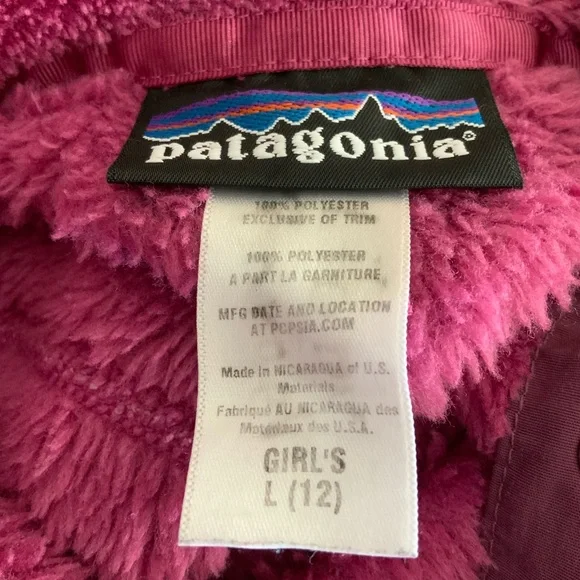 patagonia®
100% POLYESTER
EXCLUSIVE OF TRIM
100% POLYESTER
A PART LA GARNITURE
MFG DATE AND LOCATION
AT PCPSIA.COM
Made in NICARAGUA of U.S.
Materials
Fabriqué AU NICARAGUA des
Materiaux des U.S.A.
GIRL'S
L (12)